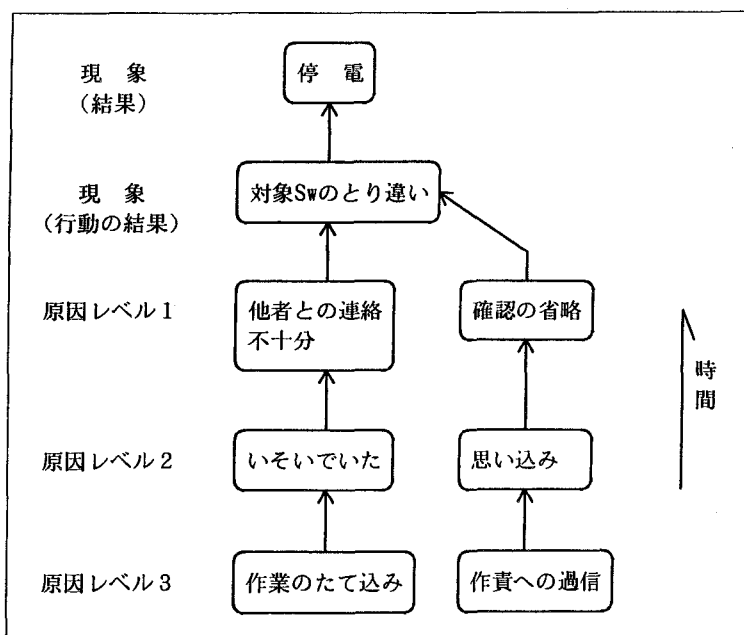 現　象
（結果）
停　電
現　象
（行動の結果）
対象Swのとり違い
原因レベル１
他者との連絡
不十分
確認の省略
時
間
原因レベル２
いそいでいた
思い込み
原因レベル３
作業のたて込み
作責への過信